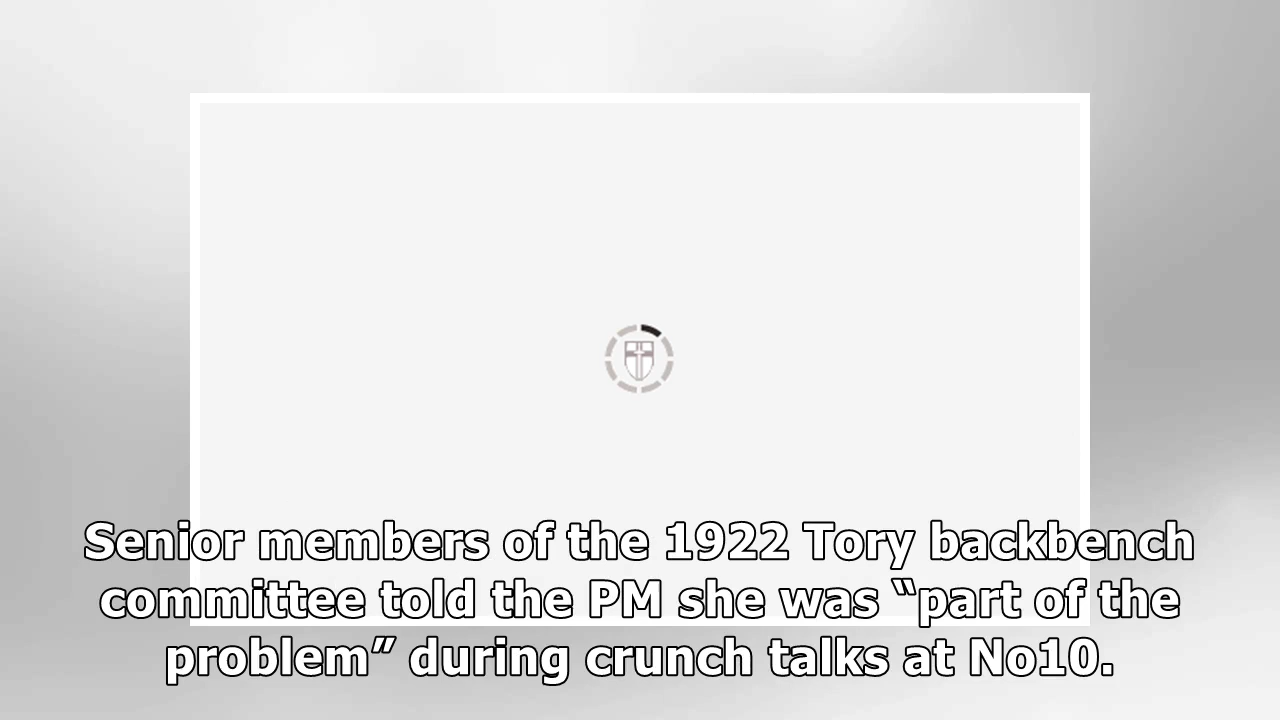 Senior members of the 1922 Tory backbench
committee told the PM she was “part of the
problem” during crunch talks at No10.